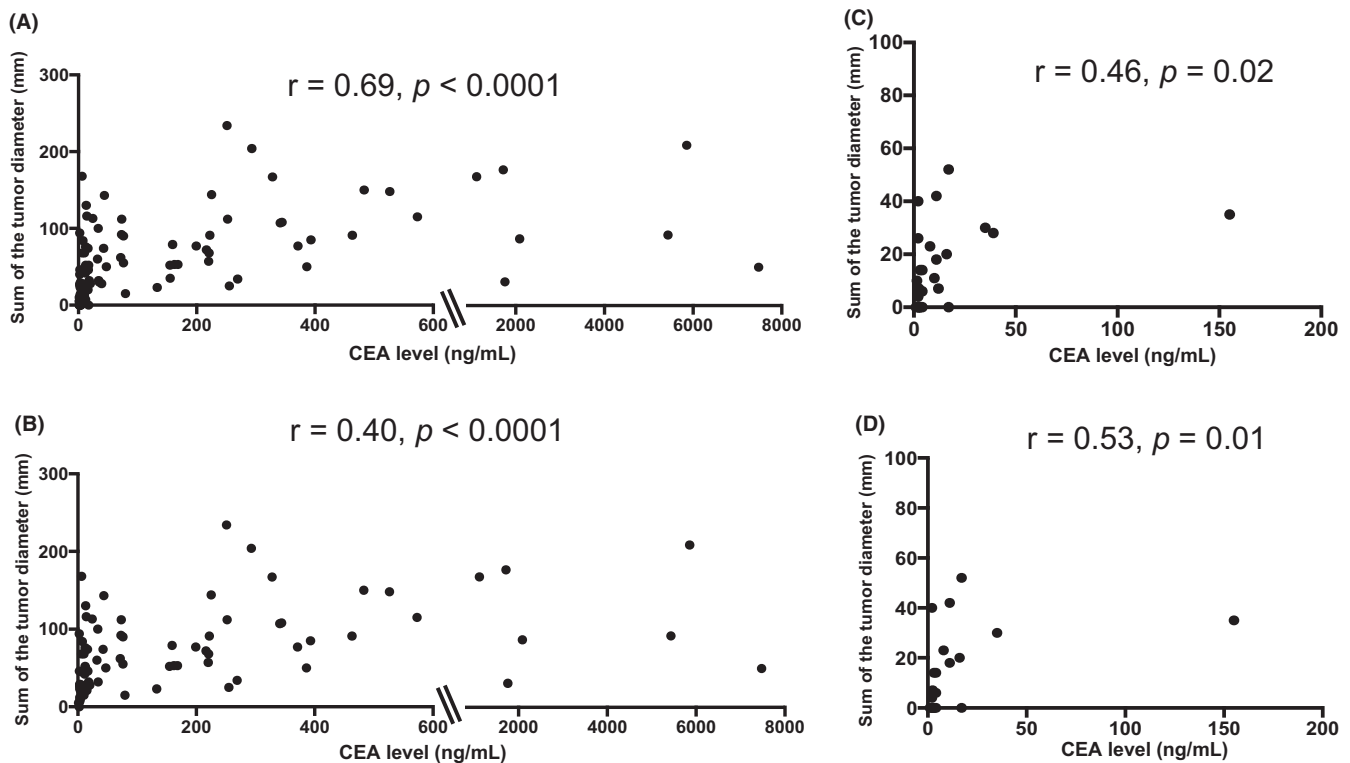 (A)
r = 0.69, p < 0.0001
Sum of the tumor diameter (mm)
300
200
100
0
0 200 400 600 2000 4000 6000 8000
CEA level (ng/mL)
(B)
r = 0.40, p < 0.0001
Sum of the tumor diameter (mm)
300
200
100
0
0 200 400 600 2000 4000 6000 8000
CEA level (ng/mL)
(C)
r = 0.46, p = 0.02
Sum of the tumor diameter (mm)
100
80
60
40
20
0
0 50 100 150 200
CEA level (ng/mL)
(D)
r = 0.53, p = 0.01
Sum of the tumor diameter (mm)
100
80
60
40
20
0
0 50 100 150 200
CEA level (ng/mL)